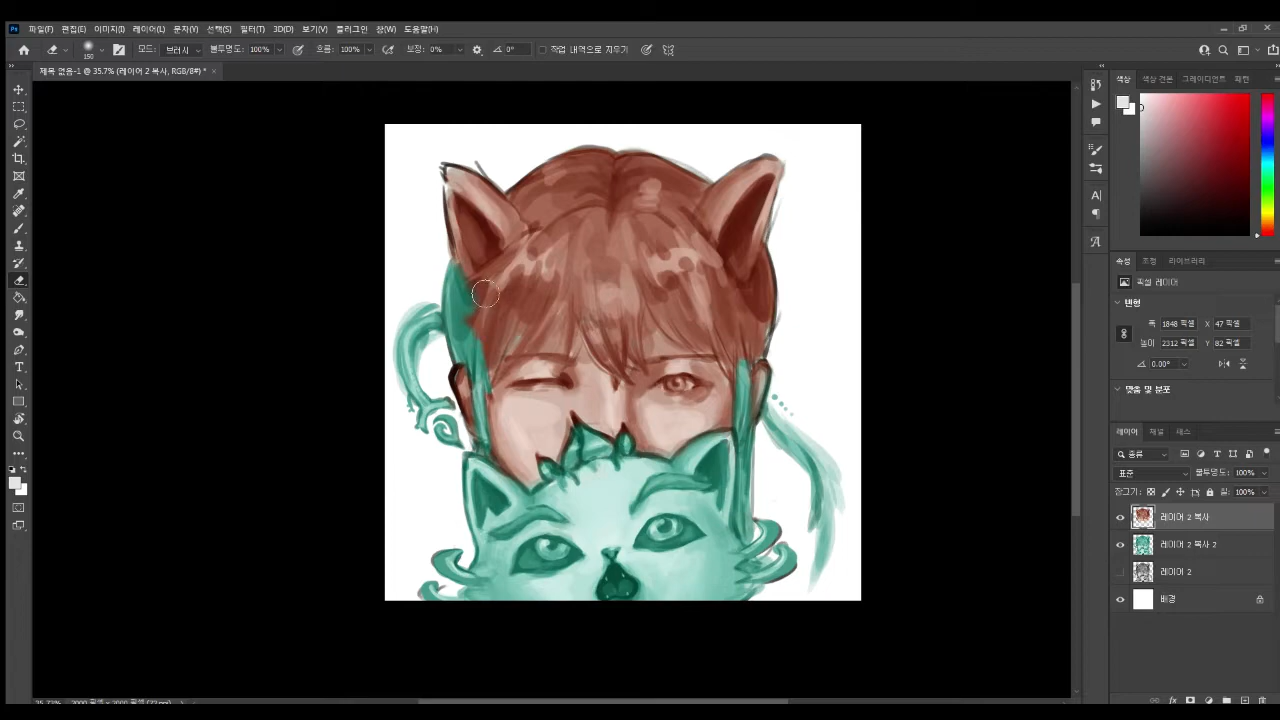 Ps 파일(F) 편집(E) 이미지(I) 레이어(L) 문자(Y) 선택(S) 필터(T) 3D(D) 보기(V) 플러그인 창(W) 도움말(H)
150 모드: 브러시 불투명도: 100% 흐름: 100% 보정: 0% 0° 작업 내역으로 지우기
제목 없음-1 @ 35.7% (레이어 2 복사, RGB/8#) *
색상 색상 견본 그레이디언트 패턴
속성 조정 라이브러리
픽셀 레이어
변형
폭 1848 픽셀 X 47 픽셀
높이 2312 픽셀 Y 82 픽셀
0.00°
맞춤 및 분포
레이어 채널 패스
종류
표준 불투명도: 100%
잠그기: 칠: 100%
레이어 2 복사
레이어 2 복사 2
레이어 2
배경